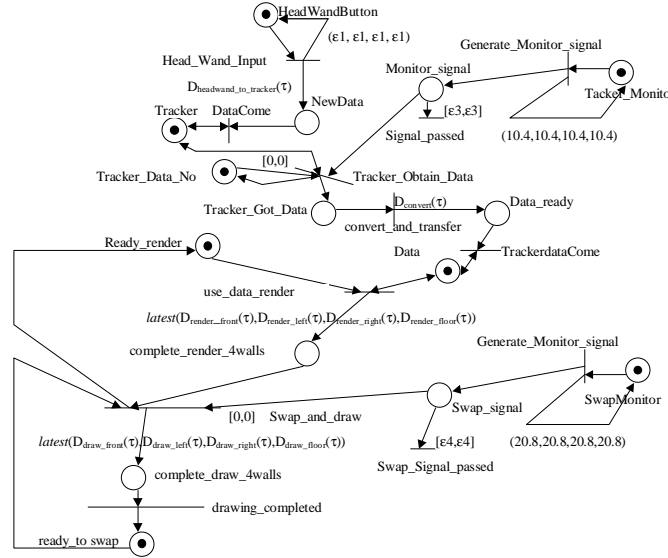 HeadWandButton
(ε1, ε1, ε1, ε1)
Head_Wand_Input
Generate_Monitor_signal
Monitor_signal
Tacker_Monitor
D_headwand_to_tracker(τ)
NewData
[ε3,ε3]
Tracker
DataCome
Signal_passed
(10.4,10.4,10.4,10.4)
[0,0]
Tracker_Data_No
Tracker_Obtain_Data
D_convert(τ)
Tracker_Got_Data
Data_ready
convert_and_transfer
Ready_render
Data
TrackerdataCome
use_data_render
latest(D_render_front(τ),D_render_left(τ),D_render_right(τ),D_render_floor(τ))
complete_render_4walls
Generate_Monitor_signal
SwapMonitor
[0,0]
Swap_and_draw
Swap_signal
(20.8,20.8,20.8,20.8)
latest(D_draw_front(τ),D_draw_left(τ),D_draw_right(τ),D_draw_floor(τ))
[ε4,ε4]
Swap_Signal_passed
complete_draw_4walls
drawing_completed
ready_to swap